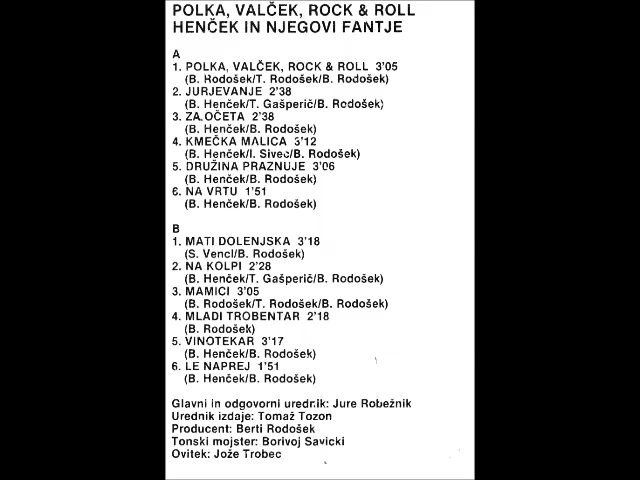 POLKA, VALČEK, ROCK & ROLL
HENČEK IN NJEGOVI FANTJE
A
1. POLKA, VALČEK, ROCK & ROLL 3'05
(B. Rodošek/T. Rodošek/B. Rodošek)
2. JURJEVANJE 2'38
(B. Henček/T. Gašperič/B. Rodošek)
3. ZA OČETA 2'38
(B. Henček/B. Rodošek)
4. KMEČKA MALICA 3'12
(B. Henček/I. Sivec/B. Rodošek)
5. DRUŽINA PRAZNUJE 3'06
(B. Henček/B. Rodošek)
6. NA VRTU 1'51
(B. Henček/B. Rodošek)
B
1. MATI DOLENJSKA 3'18
(S. Vencl/B. Rodošek)
2. NA KOLPI 2'28
(B. Henček/T. Gašperič/B. Rodošek)
3. MAMICI 3'05
(B. Rodošek/T. Rodošek/B. Rodošek)
4. MLADI TROBENTAR 2'18
(B. Rodošek)
5. VINOTEKAR 3'17
(B. Henček/B. Rodošek)
6. LE NAPREJ 1'51
(B. Henček/B. Rodošek)
Glavni in odgovorni urednik: Jure Robežnik
Urednik izdaje: Tomaž Tozon
Producent: Berti Rodošek
Tonski mojster: Borivoj Savicki
Ovitek: Jože Trobec